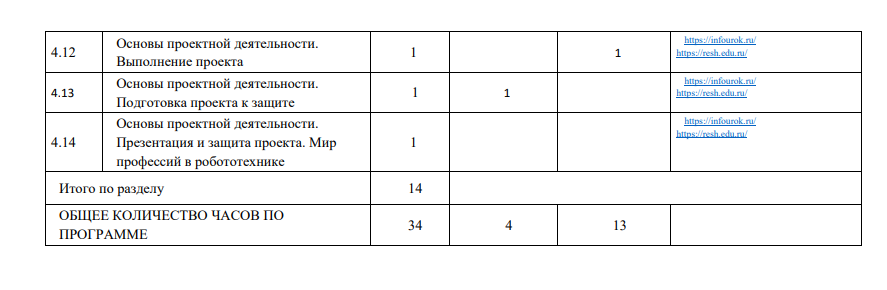 4.12 Основы проектной деятельности. Выполнение проекта 1 1 https://infourok.ru/ https://resh.edu.ru/
4.13 Основы проектной деятельности. Подготовка проекта к защите 1 1 https://infourok.ru/ https://resh.edu.ru/
4.14 Основы проектной деятельности. Презентация и защита проекта. Мир профессий в робототехнике 1 https://infourok.ru/ https://resh.edu.ru/
Итого по разделу 14
ОБЩЕЕ КОЛИЧЕСТВО ЧАСОВ ПО ПРОГРАММЕ 34 4 13